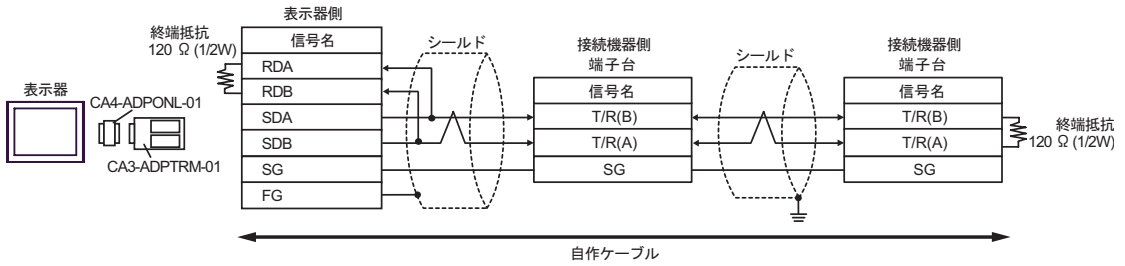 表示器
CA4-ADPONL-01
CA3-ADPTRM-01
終端抵抗
120 Ω (1/2W)
表示器側
信号名
RDA
RDB
SDA
SDB
SG
FG
シールド
接続機器側
端子台
信号名
T/R(B)
T/R(A)
SG
シールド
接続機器側
端子台
信号名
T/R(B)
T/R(A)
SG
終端抵抗
120 Ω (1/2W)
自作ケーブル